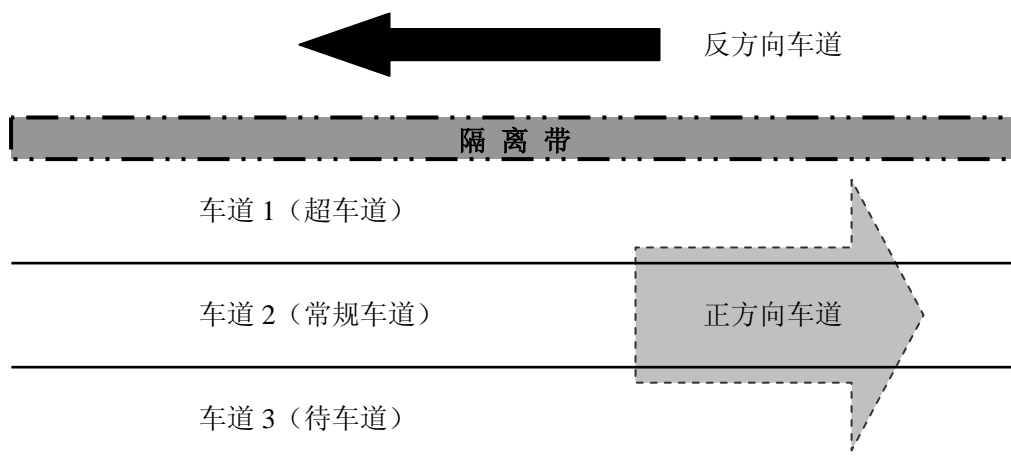 反方向车道
隔 离 带
车道 1（超车道）
车道 2（常规车道）
正方向车道
车道 3（待车道）